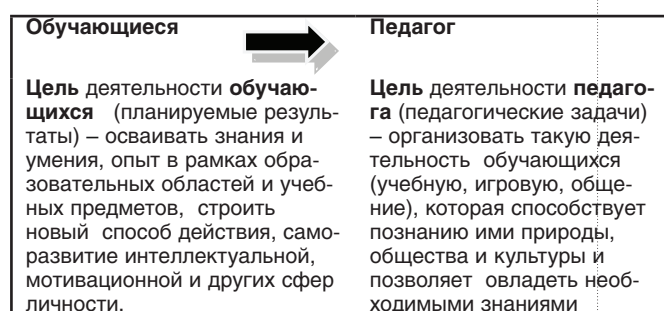 Обучающиеся
Цель деятельности обучаю-
щихся (планируемые резуль-
таты) – осваивать знания и
умения, опыт в рамках обра-
зовательных областей и учеб-
ных предметов, строить
новый способ действия, само-
развитие интеллектуальной,
мотивационной и других сфер
личности.
Педагог
Цель деятельности педаго-
га (педагогические задачи)
– организовать такую дея-
тельность обучающихся
(учебную, игровую, обще-
ние), которая способствует
познанию ими природы,
общества и культуры и
позволяет овладеть необ-
ходимыми знаниями